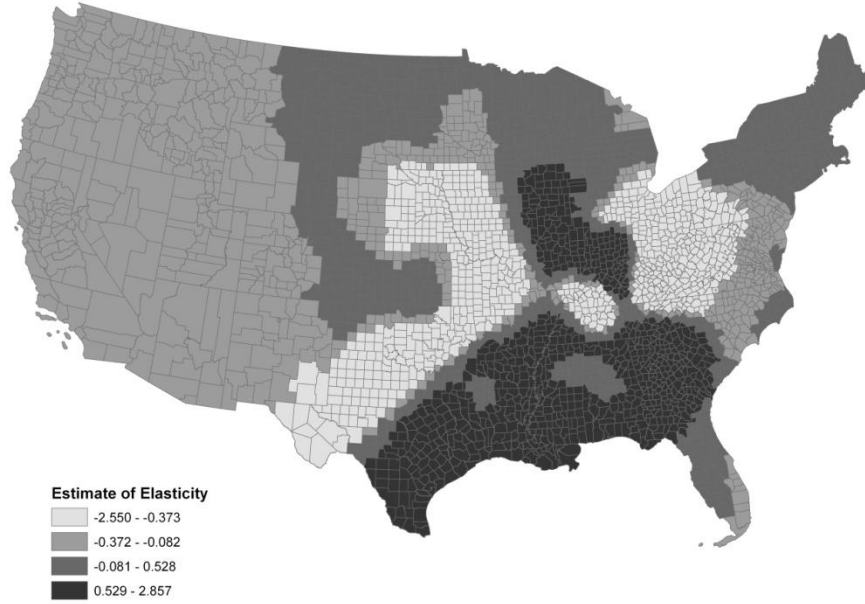 Estimate of Elasticity
-2.550 - -0.373
-0.372 - -0.082
-0.081 - 0.528
0.529 - 2.857